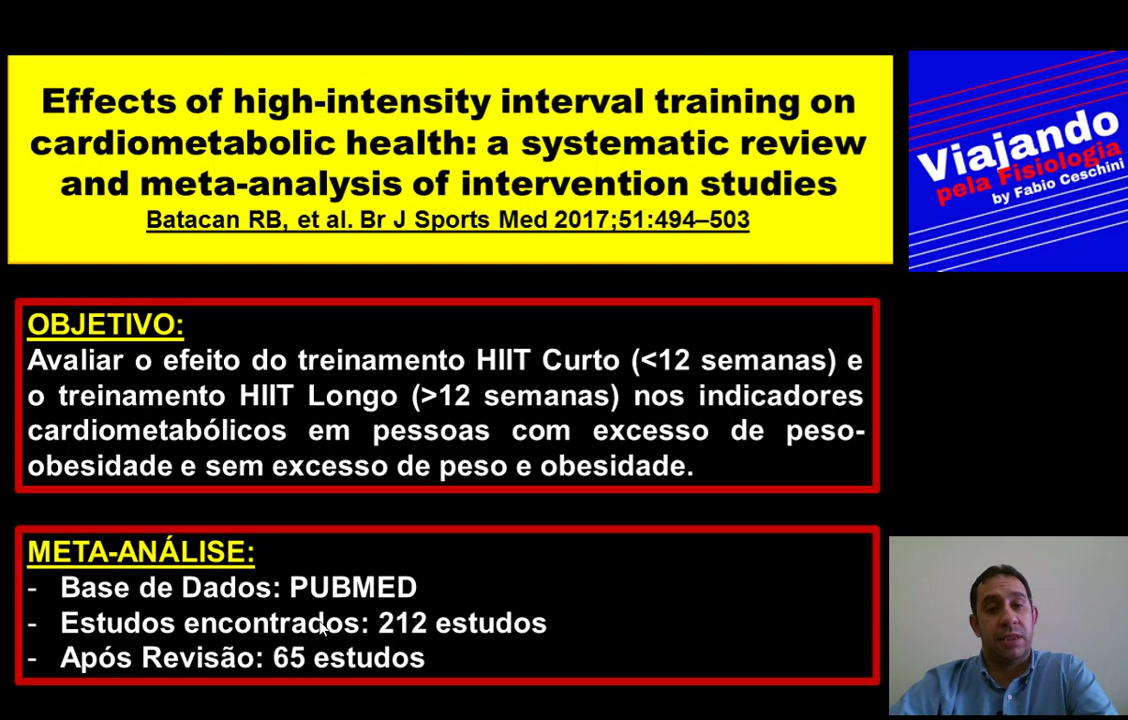 Effects of high-intensity interval training on
cardiometabolic health: a systematic review
and meta-analysis of intervention studies
Batacan RB, et al. Br J Sports Med 2017;51:494–503
Viajando
pela Fisiologia
by Fabio Ceschini
OBJETIVO:
Avaliar o efeito do treinamento HIIT Curto (<12 semanas) e
o treinamento HIIT Longo (>12 semanas) nos indicadores
cardiometabólicos em pessoas com excesso de peso-
obesidade e sem excesso de peso e obesidade.
META-ANÁLISE:
- Base de Dados: PUBMED
- Estudos encontrados: 212 estudos
- Após Revisão: 65 estudos